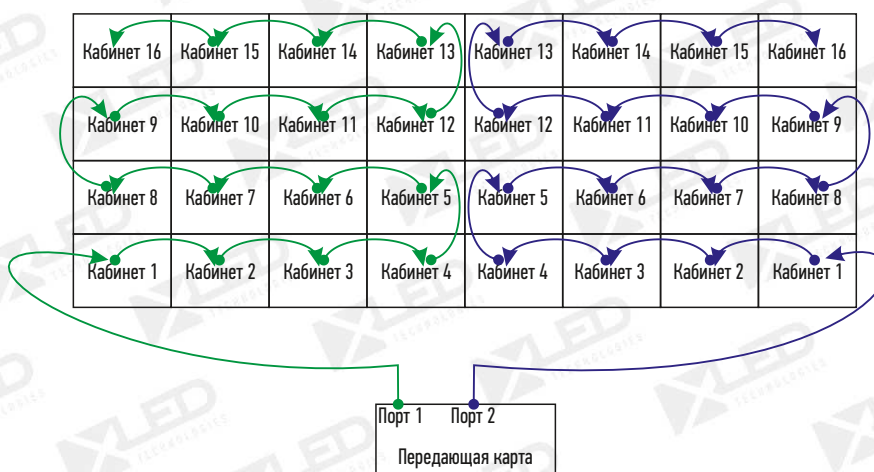 Кабинет 16 Кабинет 15 Кабинет 14 Кабинет 13 Кабинет 13 Кабинет 14 Кабинет 15 Кабинет 16
Кабинет 9 Кабинет 10 Кабинет 11 Кабинет 12 Кабинет 12 Кабинет 11 Кабинет 10 Кабинет 9
Кабинет 8 Кабинет 7 Кабинет 6 Кабинет 5 Кабинет 5 Кабинет 6 Кабинет 7 Кабинет 8
Кабинет 1 Кабинет 2 Кабинет 3 Кабинет 4 Кабинет 4 Кабинет 3 Кабинет 2 Кабинет 1
Порт 1 Порт 2
Передающая карта
XLED
TECHNOLOGIES